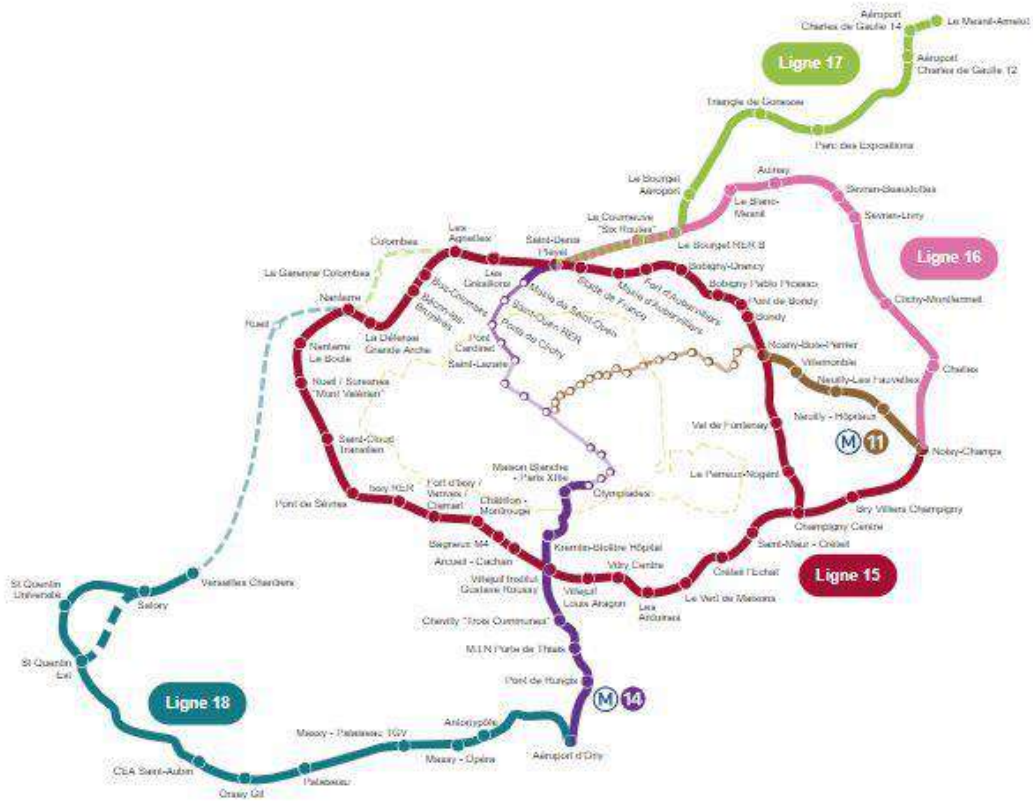 Aéroport
Charles de Gaulle T4
Le Mesnil-Amelot
Aéroport
Charles de Gaulle T2
Ligne 17
Triangle de Gonesse
Parc des Expositions
Le Bourget
Aéroport
Aulnay
Le Blanc-
Mesnil
Sevran-Beaudottes
Sevran-Livry
La Courneuve
"Six Routes"
Le Bourget RER B
Ligne 16
Les
Agnettes
Colombes
Saint-Denis
Pleyel
La Garenne Colombes
Les
Grésillons
Stade de France
Mairie d'Aubervilliers
Fort d'Aubervilliers
Bobigny-Drancy
Bobigny Pablo Picasso
Pont de Bondy
Bondy
Clichy-Montfermeil
Nanterre
Bois-Colombes
Bécon-les-
Bruyères
Mairie de Saint-Ouen
Saint-Ouen RER
Porte de Clichy
Rueil
La Défense
Grande Arche
Pont
Cardinet
Saint-Lazare
Rosny-Bois-Perrier
Villemomble
Nanterre
La Boule
Neuilly-Les Fauvettes
Chelles
Rueil / Suresnes
"Mont Valérien"
Neuilly - Hôpitaux
Val de Fontenay
M 11
Saint-Cloud
Transilien
Noisy-Champs
Maison Blanche
- Paris XIIIe
Le Perreux-Nogent
Issy RER
Fort d'Issy /
Vanves /
Clamart
Châtillon -
Montrouge
Olympiades
Pont de Sèvres
Bry Villiers Champigny
Champigny Centre
Bagneux M4
Kremlin-Bicêtre Hôpital
Saint-Maur - Créteil
Arcueil - Cachan
Créteil l'Echat
Ligne 15
Villejuif Institut
Gustave Roussy
Vitry Centre
Villejuif
Louis Aragon
Le Vert de Maisons
Les
Ardoines
St Quentin
Université
Versailles Chantiers
Satory
Chevilly "Trois Communes"
M.I.N Porte de Thiais
St Quentin
Est
Pont de Rungis
M 14
Ligne 18
Antonypôle
Massy - Palaiseau TGV
Massy - Opéra
Aéroport d'Orly
CEA Saint-Aubin
Palaiseau
Orsay Gif